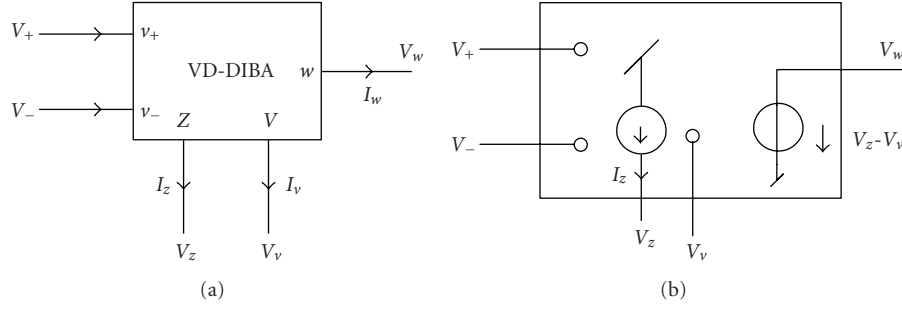 V+
v+
VD-DIBA
w
Vw
Iw
V−
v−
Z
V
Iz
Iv
Vz
Vv
(a)
V+
Vw
V−
Vz-Vv
Iz
Vz
Vv
(b)